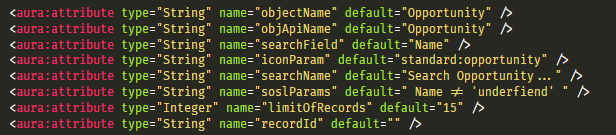 <aura:attribute type="String" name="objectName" default="Opportunity" />
<aura:attribute type="String" name="objApiName" default="Opportunity" />
<aura:attribute type="String" name="searchField" default="Name" />
<aura:attribute type="String" name="iconParam" default="standard:opportunity" />
<aura:attribute type="String" name="searchName" default="Search Opportunity..." />
<aura:attribute type="String" name="soslParams" default=" Name != 'underfiend' " />
<aura:attribute type="Integer" name="limitOfRecords" default="15" />
<aura:attribute type="String" name="recordId" default="" />